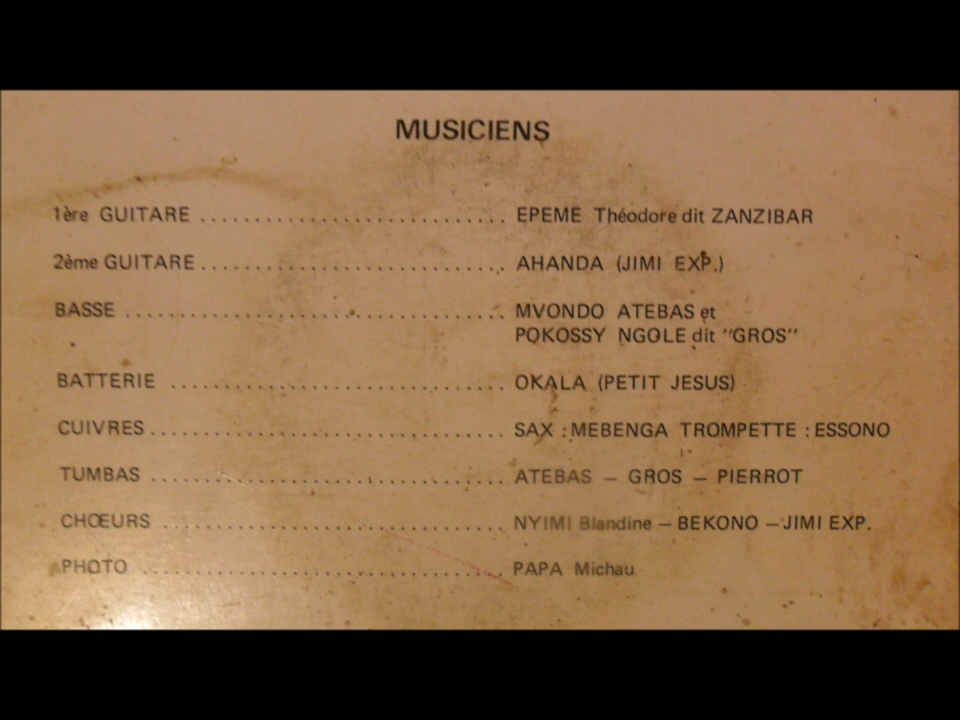 MUSICIENS
1ère GUITARE ............................ EPEME Théodore dit ZANZIBAR
2ème GUITARE ............................ AHANDA (JIMI EXP.)
BASSE ................................... MVONDO ATEBAS et
POKOSSY NGOLE dit "GROS"
BATTERIE ............................... OKALA (PETIT JESUS)
CUIVRES ................................. SAX : MEBENGA TROMPETTE : ESSONO
TUMBAS ................................. ATEBAS – GROS – PIERROT
CHŒURS ................................ NYIMI Blandine – BEKONO – JIMI EXP.
PHOTO .................................. PAPA Michau